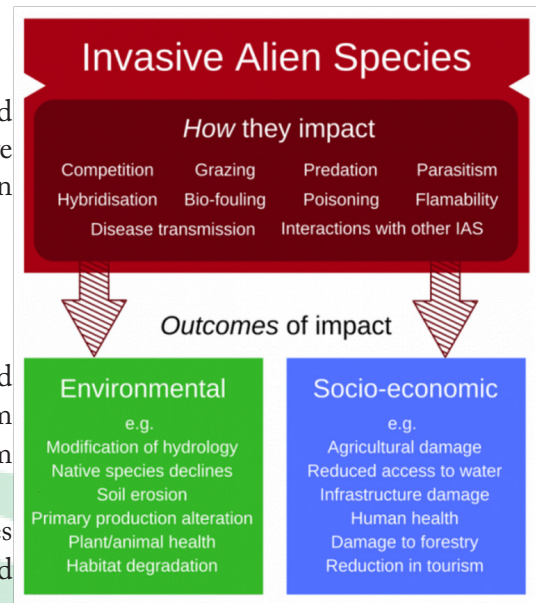 Invasive Alien Species
How they impact
Competition Grazing Predation Parasitism
Hybridisation Bio-fouling Poisoning Flamability
Disease transmission Interactions with other IAS
Outcomes of impact
Environmental
e.g.
Modification of hydrology
Native species declines
Soil erosion
Primary production alteration
Plant/animal health
Habitat degradation
Socio-economic
e.g.
Agricultural damage
Reduced access to water
Infrastructure damage
Human health
Damage to forestry
Reduction in tourism